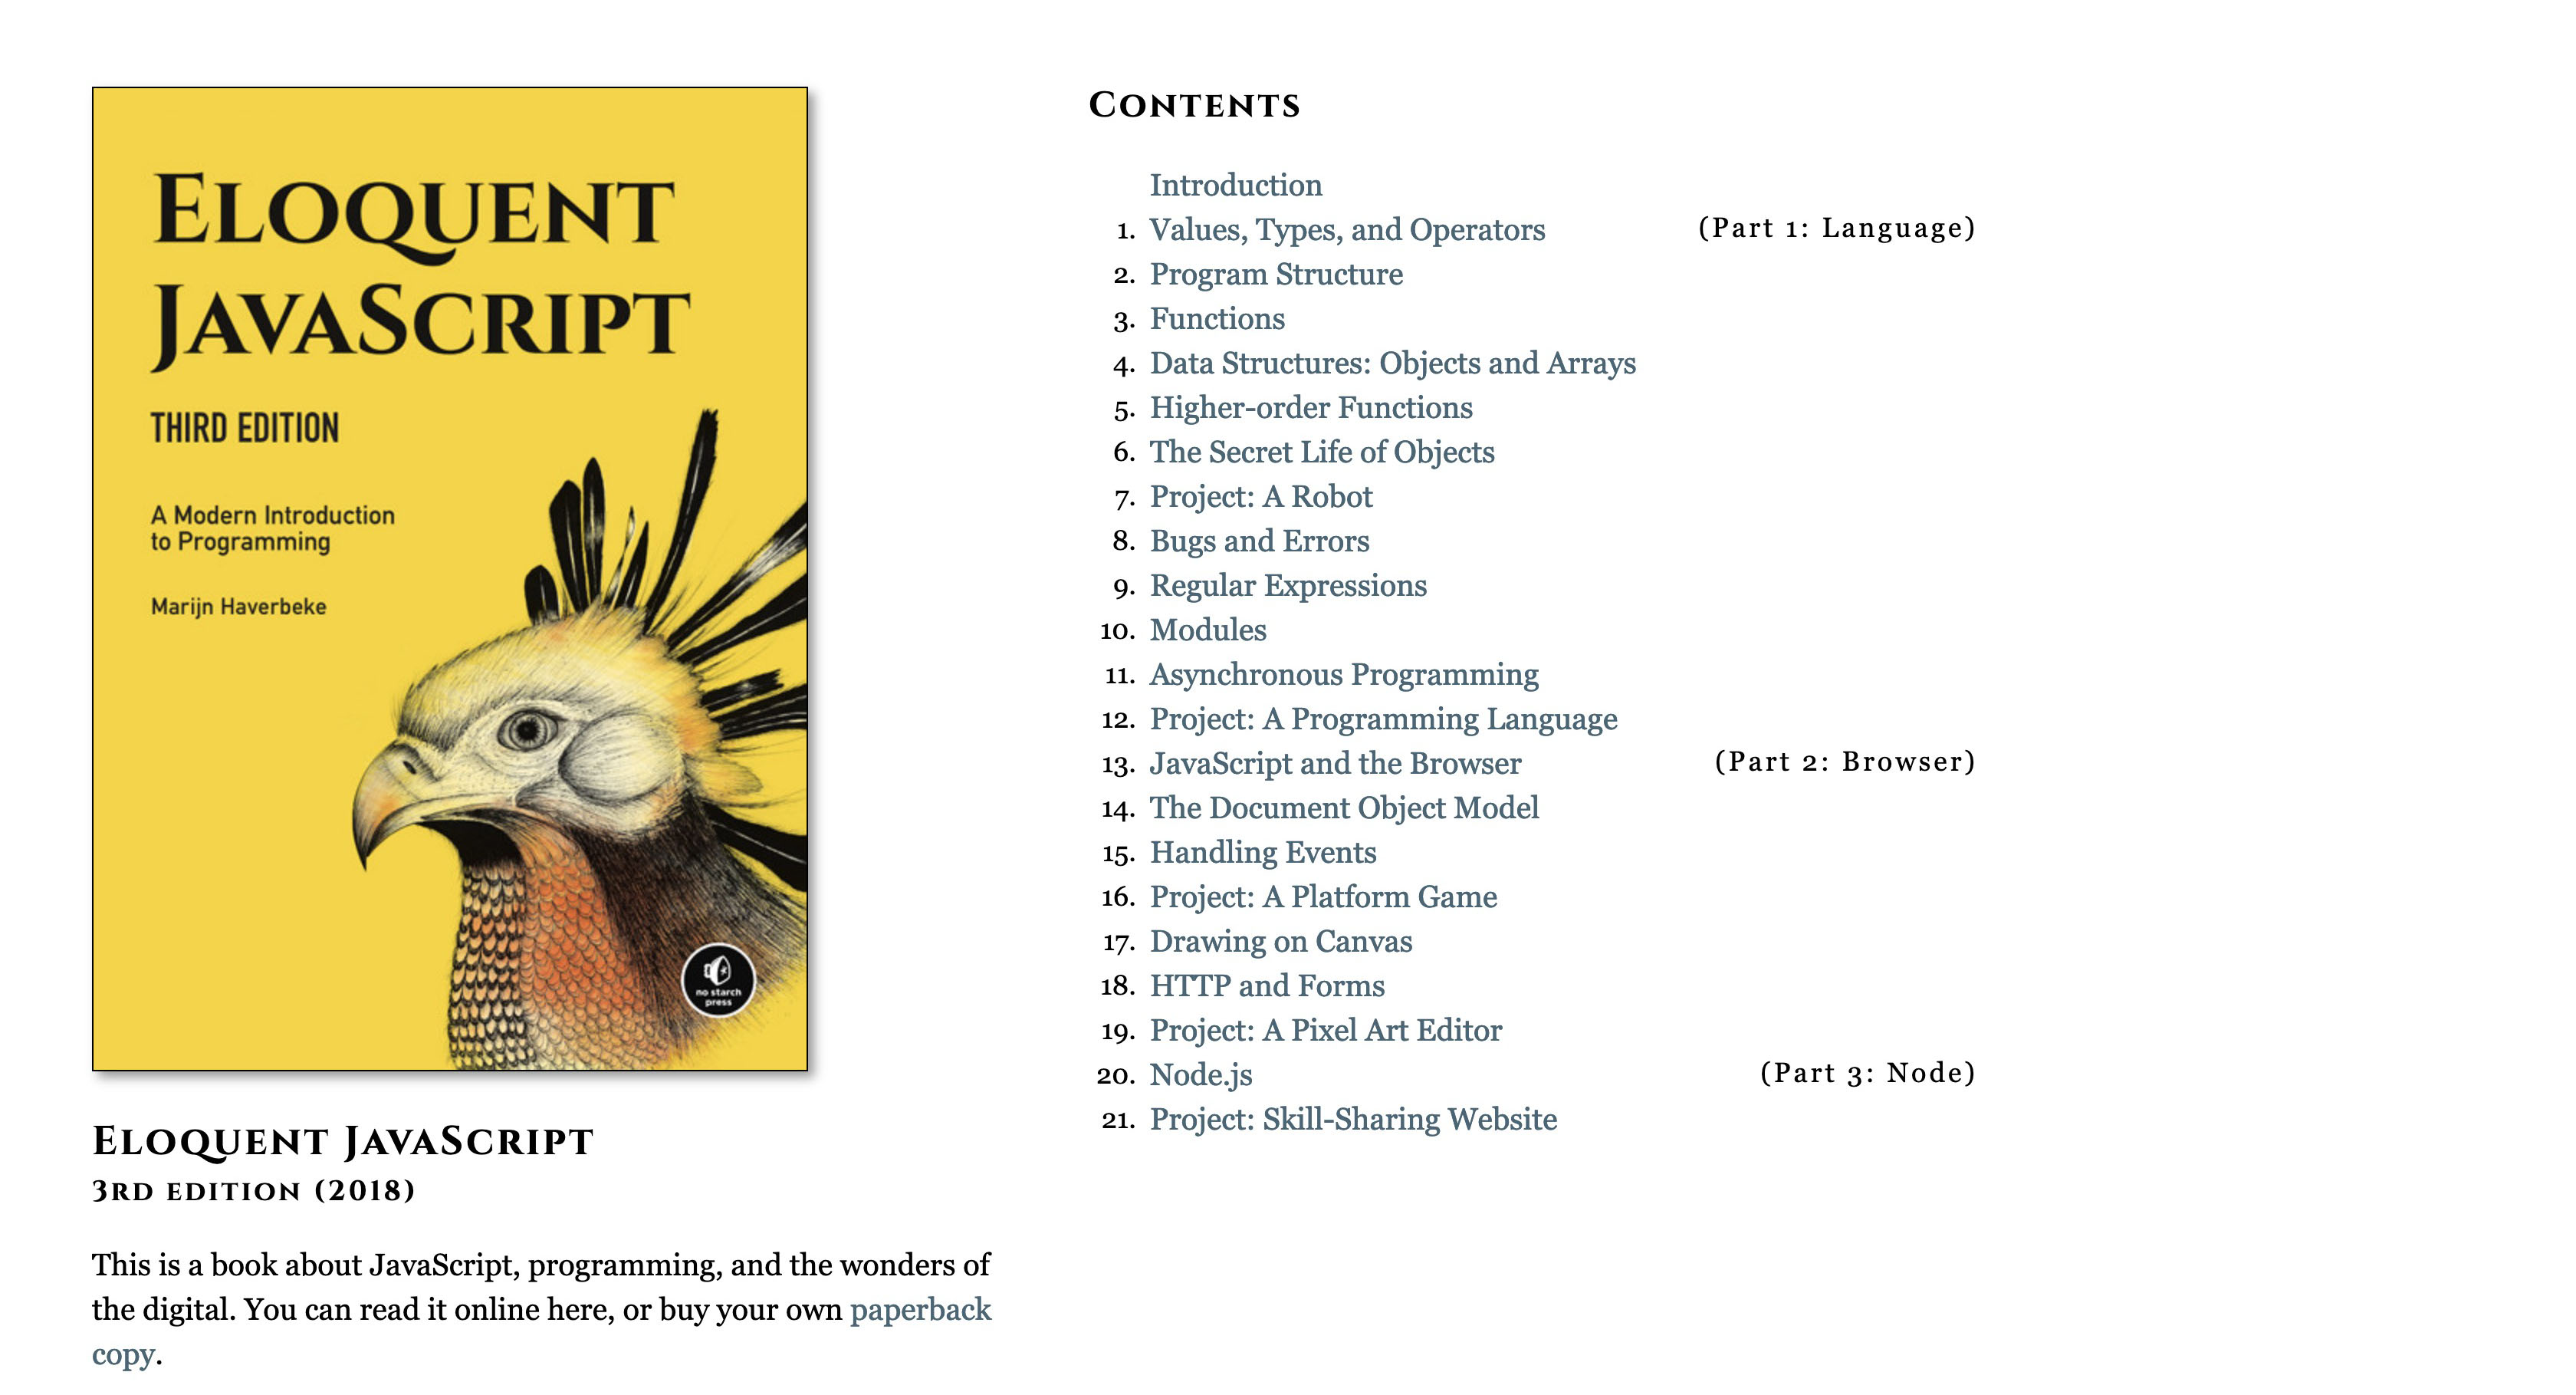 ELOQUENT
JAVASCRIPT
THIRD EDITION
A Modern Introduction
to Programming
Marijn Haverbeke
no starch
press
ELOQUENT JAVASCRIPT
3RD EDITION (2018)
This is a book about JavaScript, programming, and the wonders of
the digital. You can read it online here, or buy your own paperback
copy.
CONTENTS
Introduction
1. Values, Types, and Operators (Part 1: Language)
2. Program Structure
3. Functions
4. Data Structures: Objects and Arrays
5. Higher-order Functions
6. The Secret Life of Objects
7. Project: A Robot
8. Bugs and Errors
9. Regular Expressions
10. Modules
11. Asynchronous Programming
12. Project: A Programming Language
13. JavaScript and the Browser (Part 2: Browser)
14. The Document Object Model
15. Handling Events
16. Project: A Platform Game
17. Drawing on Canvas
18. HTTP and Forms
19. Project: A Pixel Art Editor
20. Node.js (Part 3: Node)
21. Project: Skill-Sharing Website